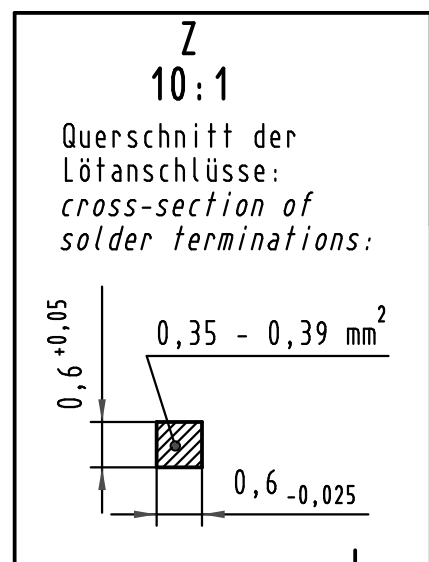 Z
10:1
Querschnitt der
Lötanschlüsse:
cross-section of
solder terminations:
0,6 +0,05
0,35 - 0,39 mm²
0,6 -0,025